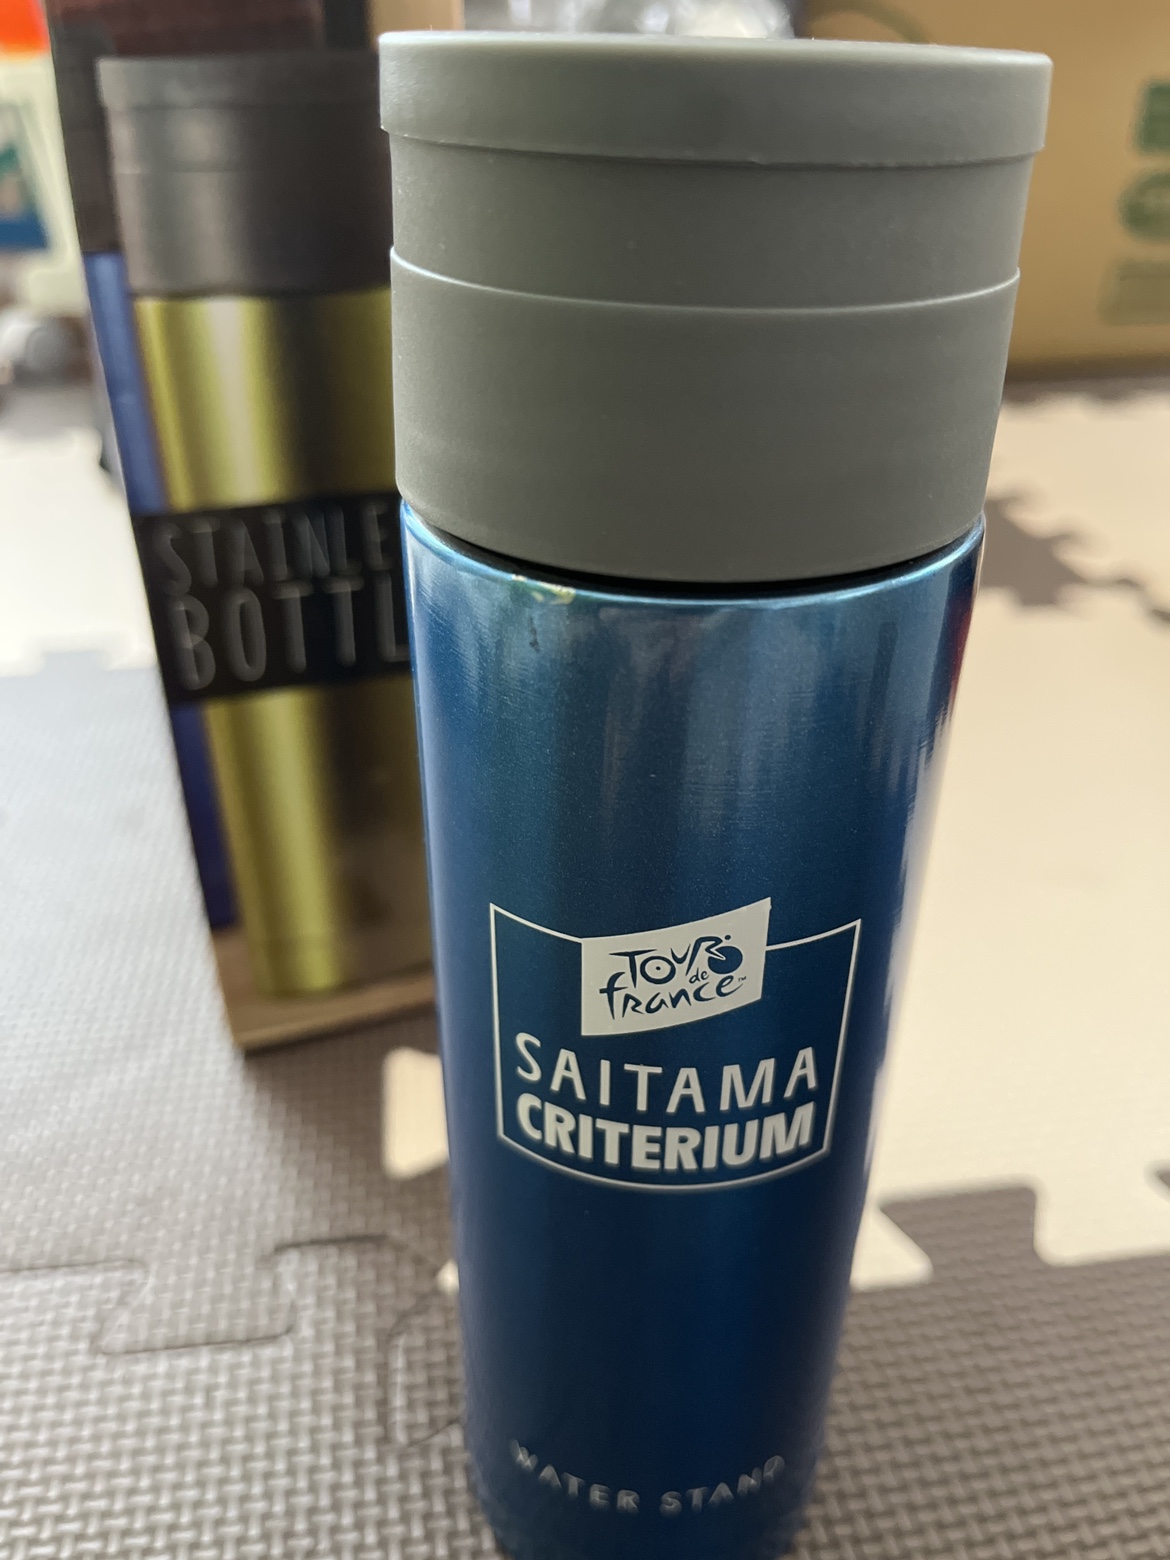 STAINLE
BOTTL
TOUR
de
france
SAITAMA
CRITERIUM
WATER STAND